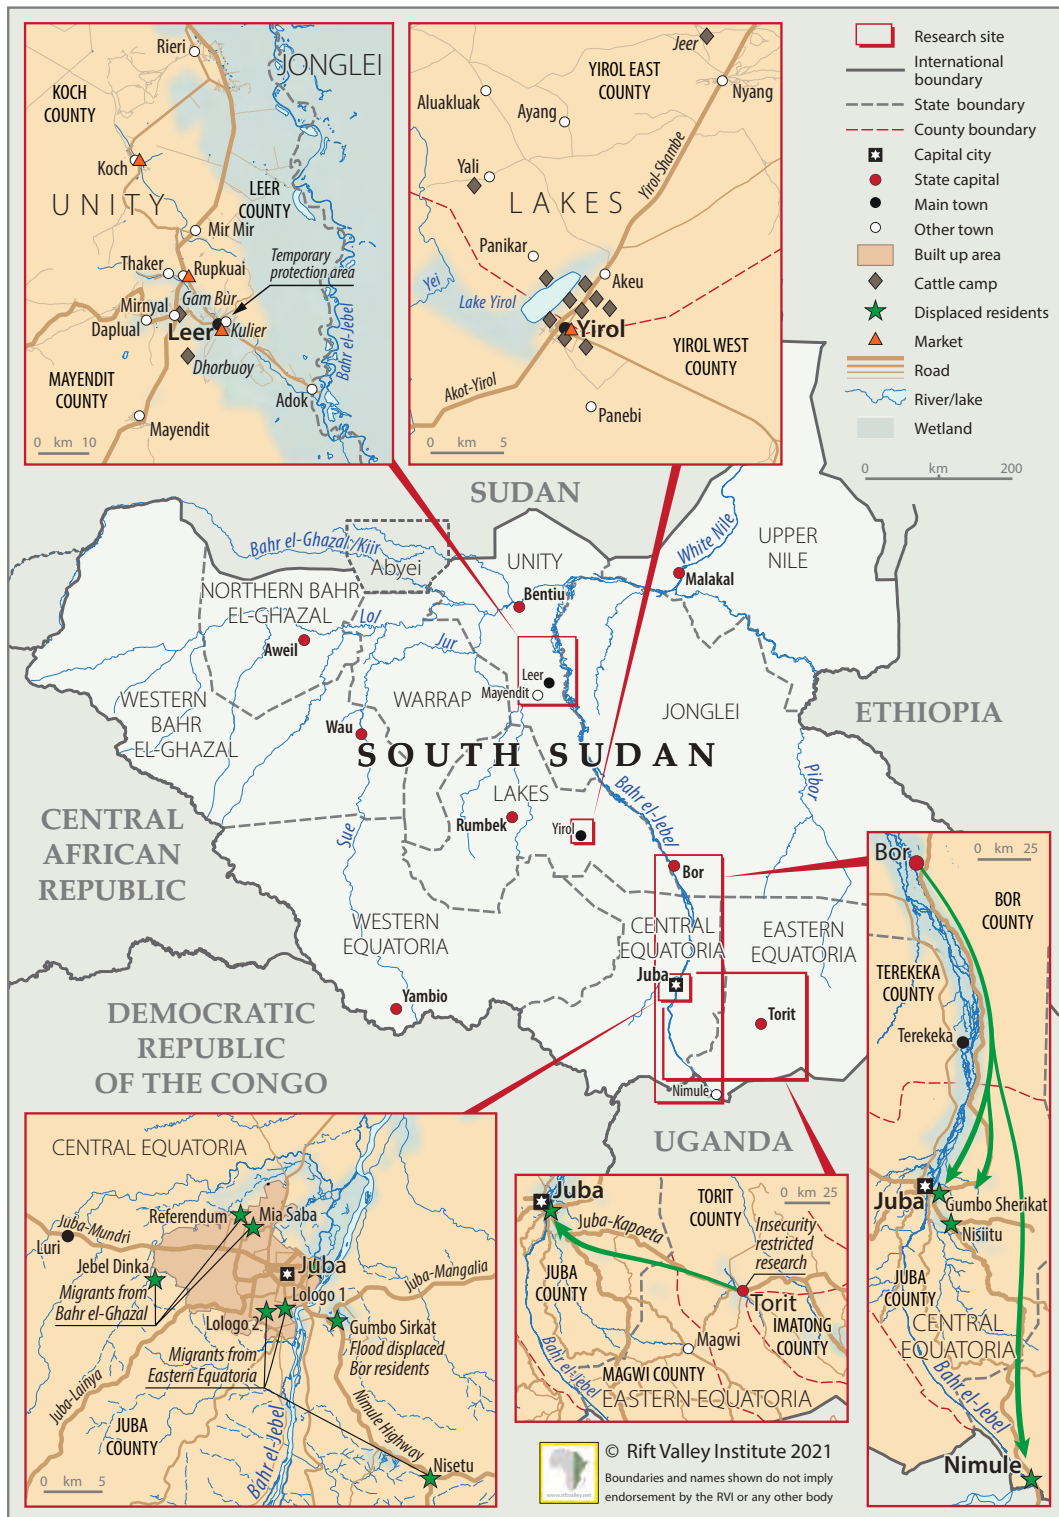 Rieri
JONGLEI
KOCH
COUNTY
Koch
UNITY
LEER
COUNTY
Mir Mir
Temporary
protection area
Thaker
Rupkuai
Gam Bùr
Mirnyal
Daplual
Leer
Kulier
Dhorbuoy
Bahr el-Jebel
MAYENDIT
COUNTY
Adok
Mayendit
0 km 10
Jeer
YIROL EAST
COUNTY
Nyang
Aluakluak
Ayang
Yali
Yirol-Shambe
LAKES
Panikar
Akeu
Yei
Lake Yirol
Yirol
YIROL WEST
COUNTY
Akot-Yirol
Panebi
0 km 5
Research site
International
boundary
State boundary
County boundary
Capital city
State capital
Main town
Other town
Built up area
Cattle camp
Displaced residents
Market
Road
River/lake
Wetland
0 km 200
SUDAN
Bahr el-Ghazal/Kiir
Abyei
UNITY
White Nile
UPPER
NILE
Malakal
Bentiu
NORTHERN BAHR
EL-GHAZAL
Lol
Aweil
Jur
Leer
Mayendit
WESTERN
BAHR
EL-GHAZAL
WARRAP
JONGLEI
ETHIOPIA
Wau
SOUTH SUDAN
Pibor
CENTRAL
AFRICAN
REPUBLIC
LAKES
Rumbek
Yirol
Bahr el-Jebel
Sue
Bor
WESTERN
EQUATORIA
CENTRAL
EQUATORIA
EASTERN
EQUATORIA
Juba
Yambio
Torit
DEMOCRATIC
REPUBLIC
OF THE CONGO
Nimule
UGANDA
Bor
0 km 25
BOR
COUNTY
TEREKEKA
COUNTY
Terekeka
Juba
Gumbo Sherikat
Nisiitu
JUBA
COUNTY
CENTRAL
EQUATORIA
Bahr el-Jebel
Nimule
CENTRAL EQUATORIA
Referendum
Mia Saba
Juba-Mundri
Luri
Jebel Dinka
Juba
Juba-Mangalia
Migrants from
Bahr el-Ghazal
Lologo 1
Lologo 2
Gumbo Sirkat
Flood displaced
Bor residents
Migrants from
Eastern Equatoria
Juba-Lainya
JUBA
COUNTY
Bahr el-Jebel
Nimule Highway
Nisetu
0 km 5
Juba
TORIT
COUNTY
0 km 25
Juba-Kapoeta
Insecurity
restricted
research
JUBA
COUNTY
Torit
IMATONG
COUNTY
Magwi
Bahr el-Jebel
MAGWI COUNTY
EASTERN EQUATORIA
www.riftvalley.net
© Rift Valley Institute 2021
Boundaries and names shown do not imply
endorsement by the RVI or any other body